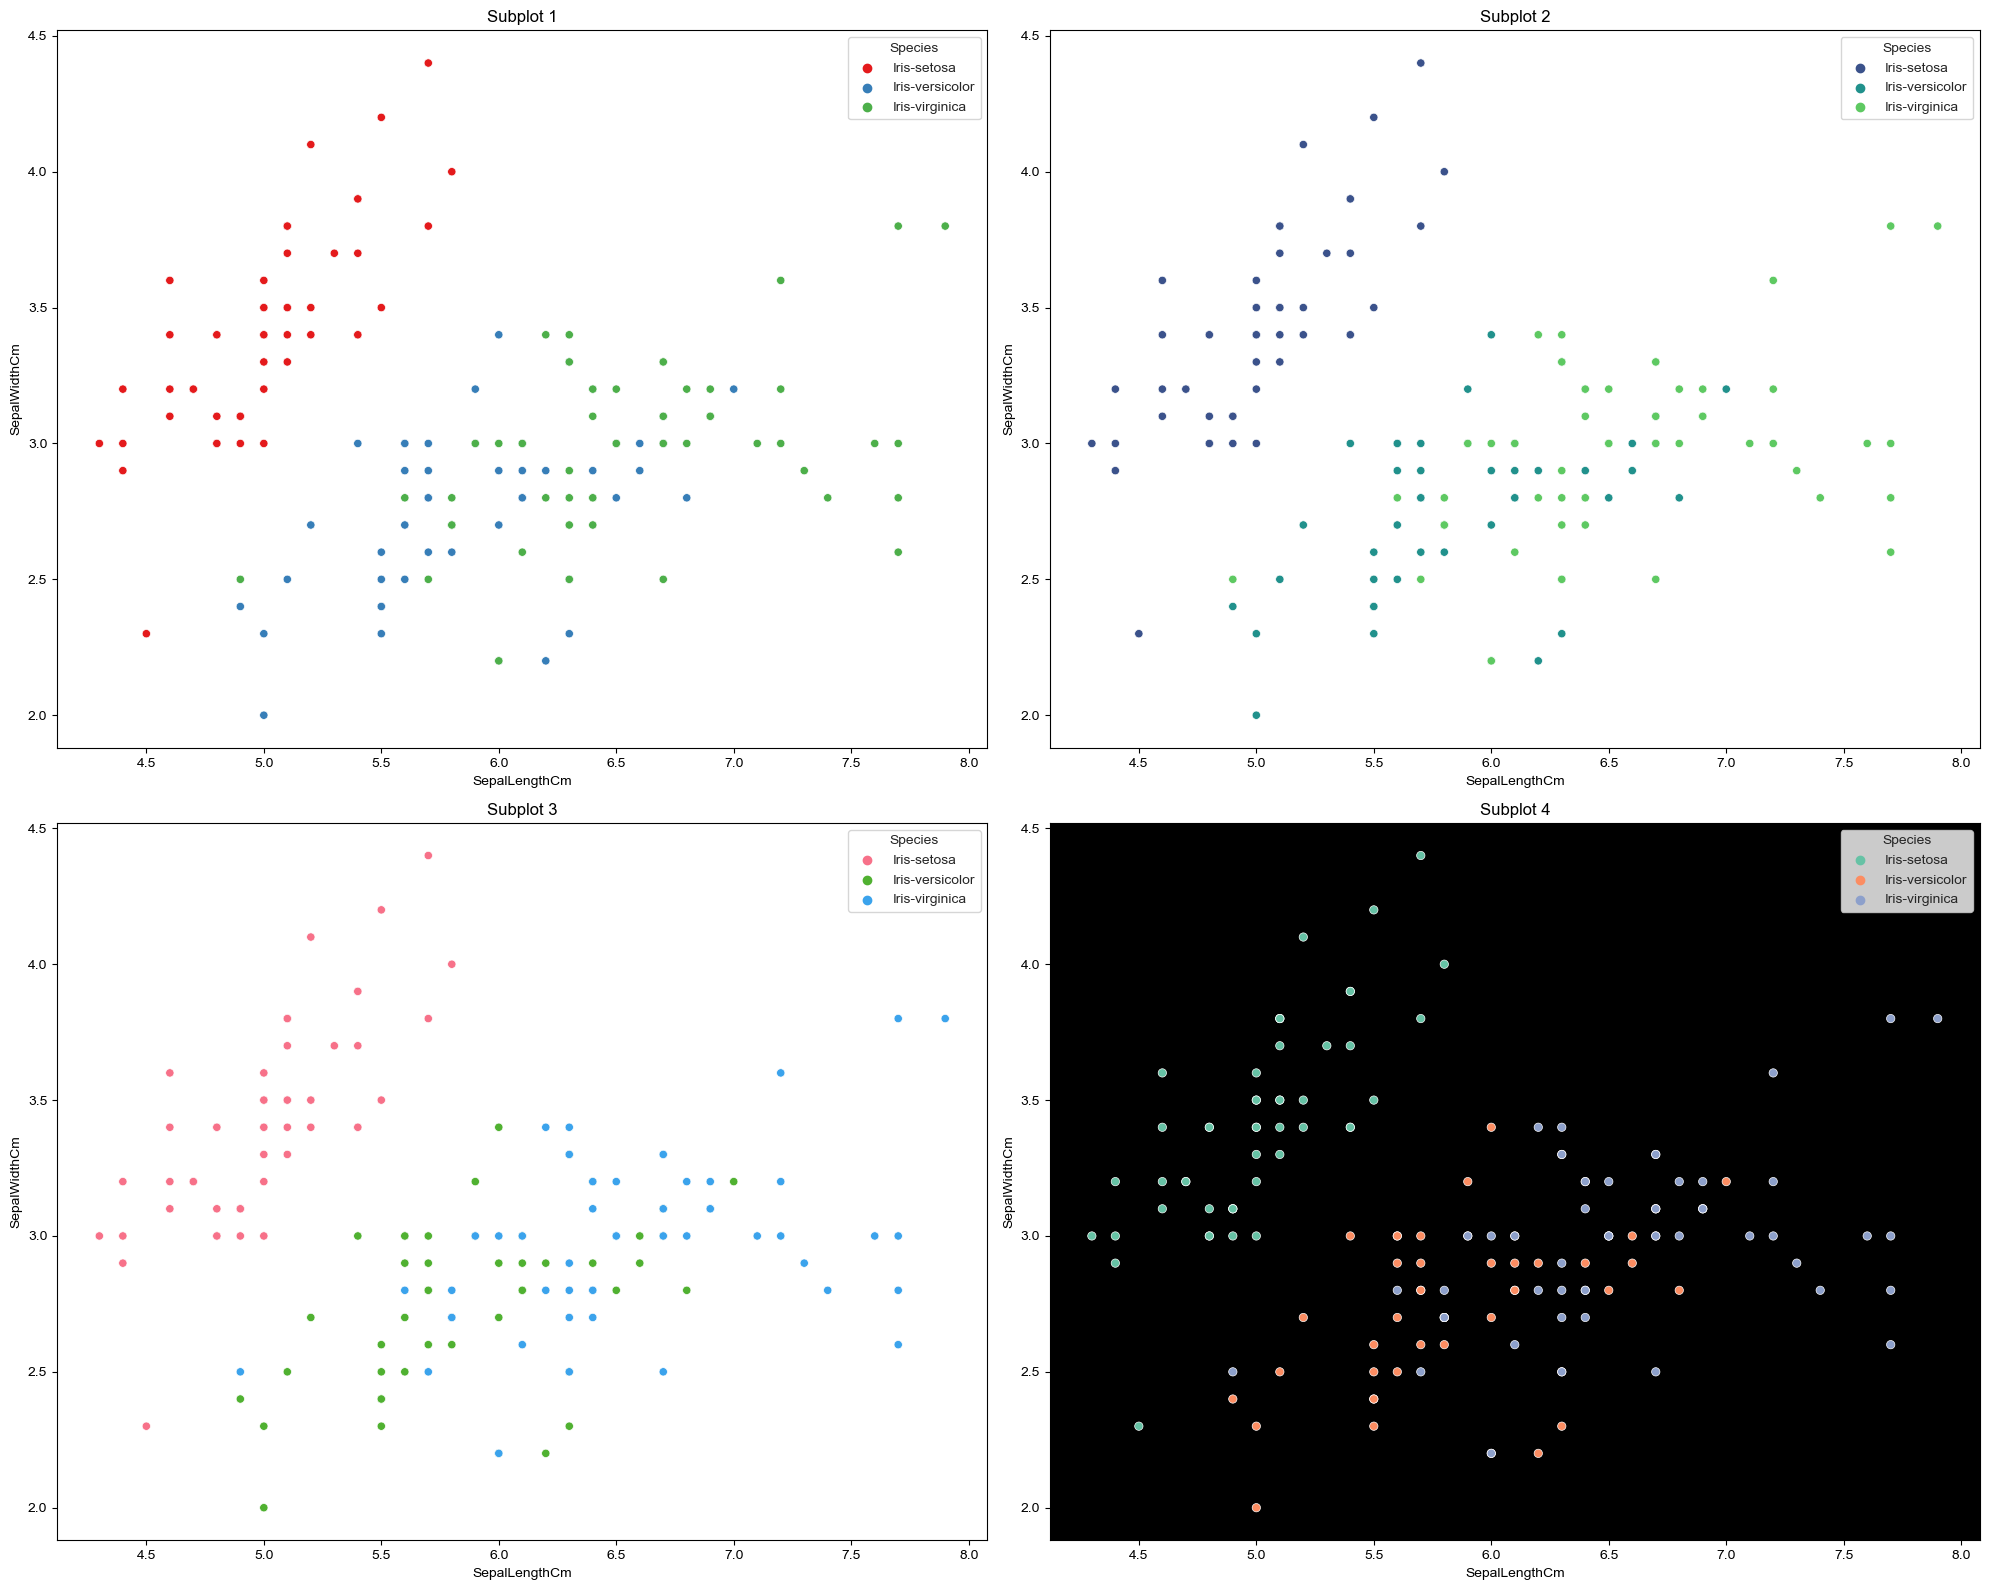 Subplot 1
4.5
4.0
3.5
3.0
2.5
2.0
SepalWidthCm
Species
Iris-setosa
Iris-versicolor
Iris-virginica
4.5 5.0 5.5 6.0 6.5 7.0 7.5 8.0
SepalLengthCm
Subplot 2
4.5
4.0
3.5
3.0
2.5
2.0
SepalWidthCm
Species
Iris-setosa
Iris-versicolor
Iris-virginica
4.5 5.0 5.5 6.0 6.5 7.0 7.5 8.0
SepalLengthCm
Subplot 3
4.5
4.0
3.5
3.0
2.5
2.0
SepalWidthCm
Species
Iris-setosa
Iris-versicolor
Iris-virginica
4.5 5.0 5.5 6.0 6.5 7.0 7.5 8.0
SepalLengthCm
Subplot 4
4.5
4.0
3.5
3.0
2.5
2.0
SepalWidthCm
Species
Iris-setosa
Iris-versicolor
Iris-virginica
4.5 5.0 5.5 6.0 6.5 7.0 7.5 8.0
SepalLengthCm